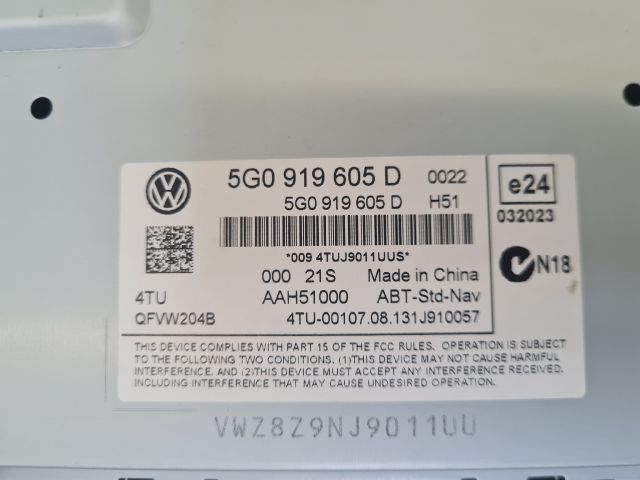 5G0 919 605 D 0022
5G0 919 605 D H51
e24
032023
*009 4TUJ9011UUS*
000 21S Made in China
N18
4TU AAH51000 ABT-Std-Nav
QFVW204B 4TU-00107.08.131J910057
THIS DEVICE COMPLIES WITH PART 15 OF THE FCC RULES. OPERATION IS SUBJECT
TO THE FOLLOWING TWO CONDITIONS. (1)THIS DEVICE MAY NOT CAUSE HARMFUL
INTERFERENCE. AND (2)THIS DEVICE MUST ACCEPT ANY INTERFERENCE RECEIVED.
INCLUDING INTERFERENCE THAT MAY CAUSE UNDESIRED OPERATION.
VWZ8Z9NJ9011UU